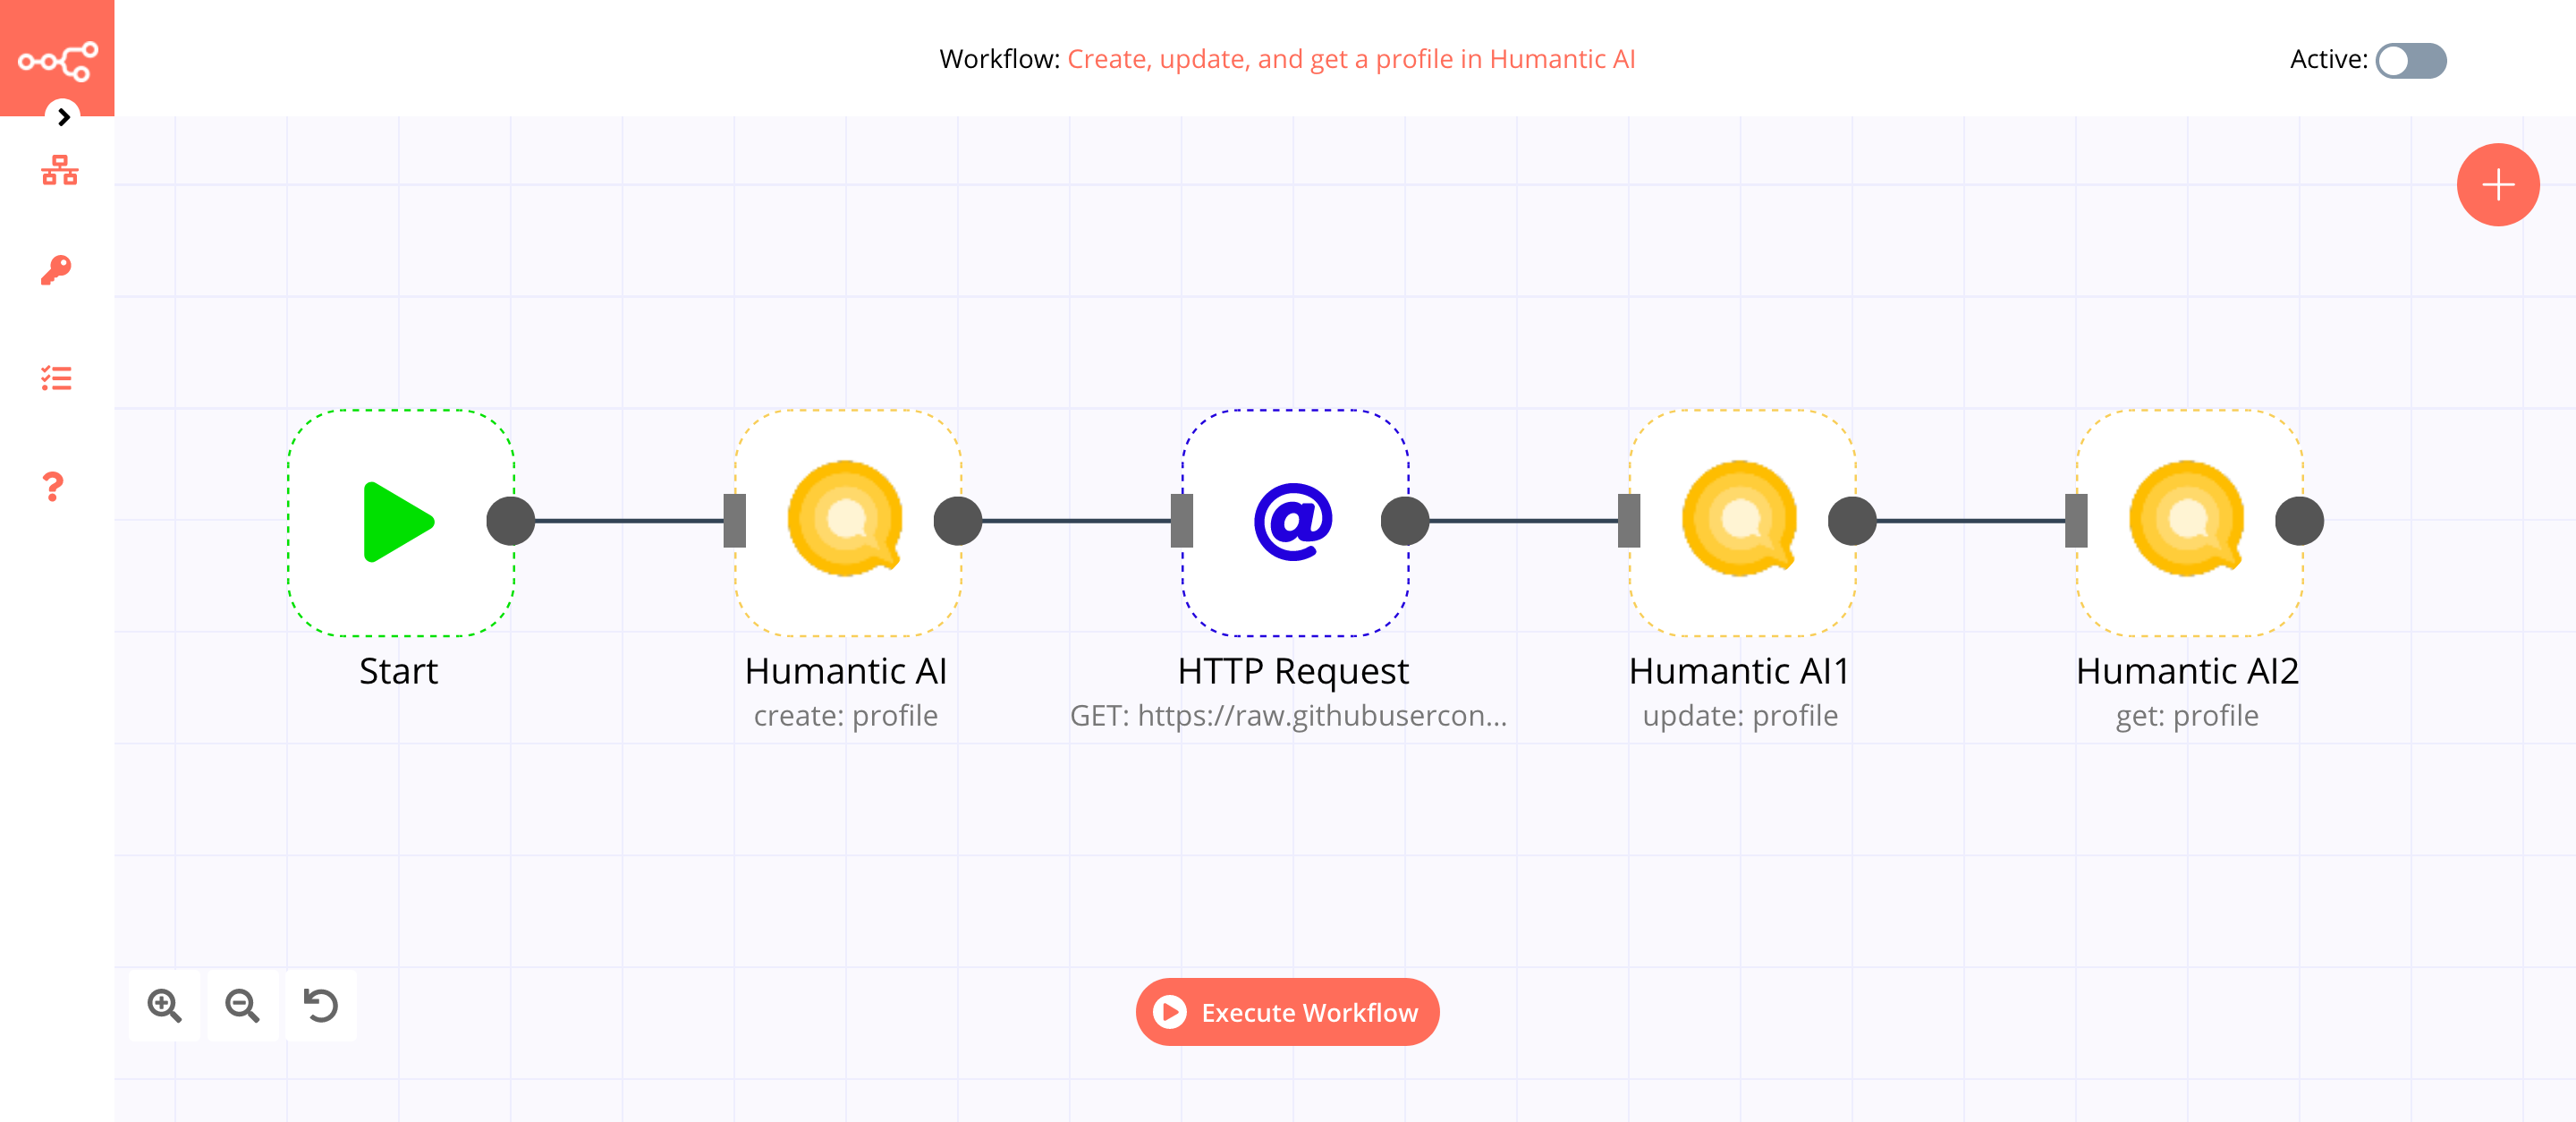 Workflow: Create, update, and get a profile in Humantic AI
Active:
Start
Humantic AI
create: profile
HTTP Request
GET: https://raw.githubusercon...
Humantic AI1
update: profile
Humantic AI2
get: profile
Execute Workflow